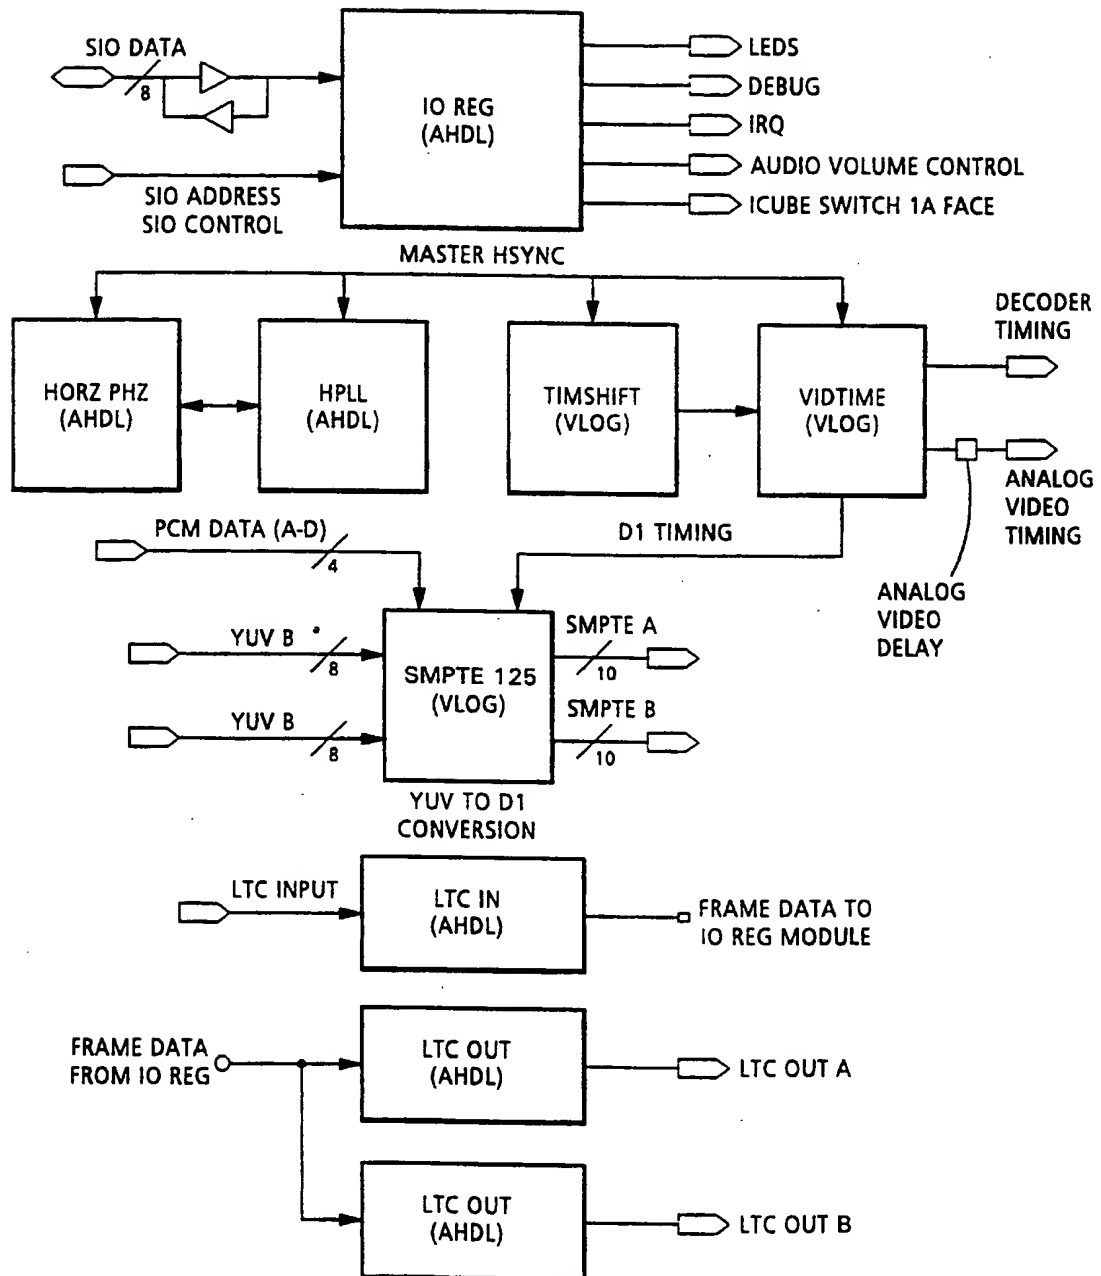 SIO DATA
8
SIO ADDRESS
SIO CONTROL
IO REG
(AHDL)
LEDS
DEBUG
IRQ
AUDIO VOLUME CONTROL
ICUBE SWITCH 1A FACE
MASTER HSYNC
HORZ PHZ
(AHDL)
HPLL
(AHDL)
TIMSHIFT
(VLOG)
VIDTIME
(VLOG)
DECODER
TIMING
ANALOG
VIDEO
TIMING
ANALOG
VIDEO
DELAY
PCM DATA (A-D)
4
D1 TIMING
YUV B
8
YUV B
8
SMPTE 125
(VLOG)
SMPTE A
10
SMPTE B
10
YUV TO D1
CONVERSION
LTC INPUT
LTC IN
(AHDL)
FRAME DATA TO
IO REG MODULE
FRAME DATA
FROM IO REG
LTC OUT
(AHDL)
LTC OUT A
LTC OUT
(AHDL)
LTC OUT B